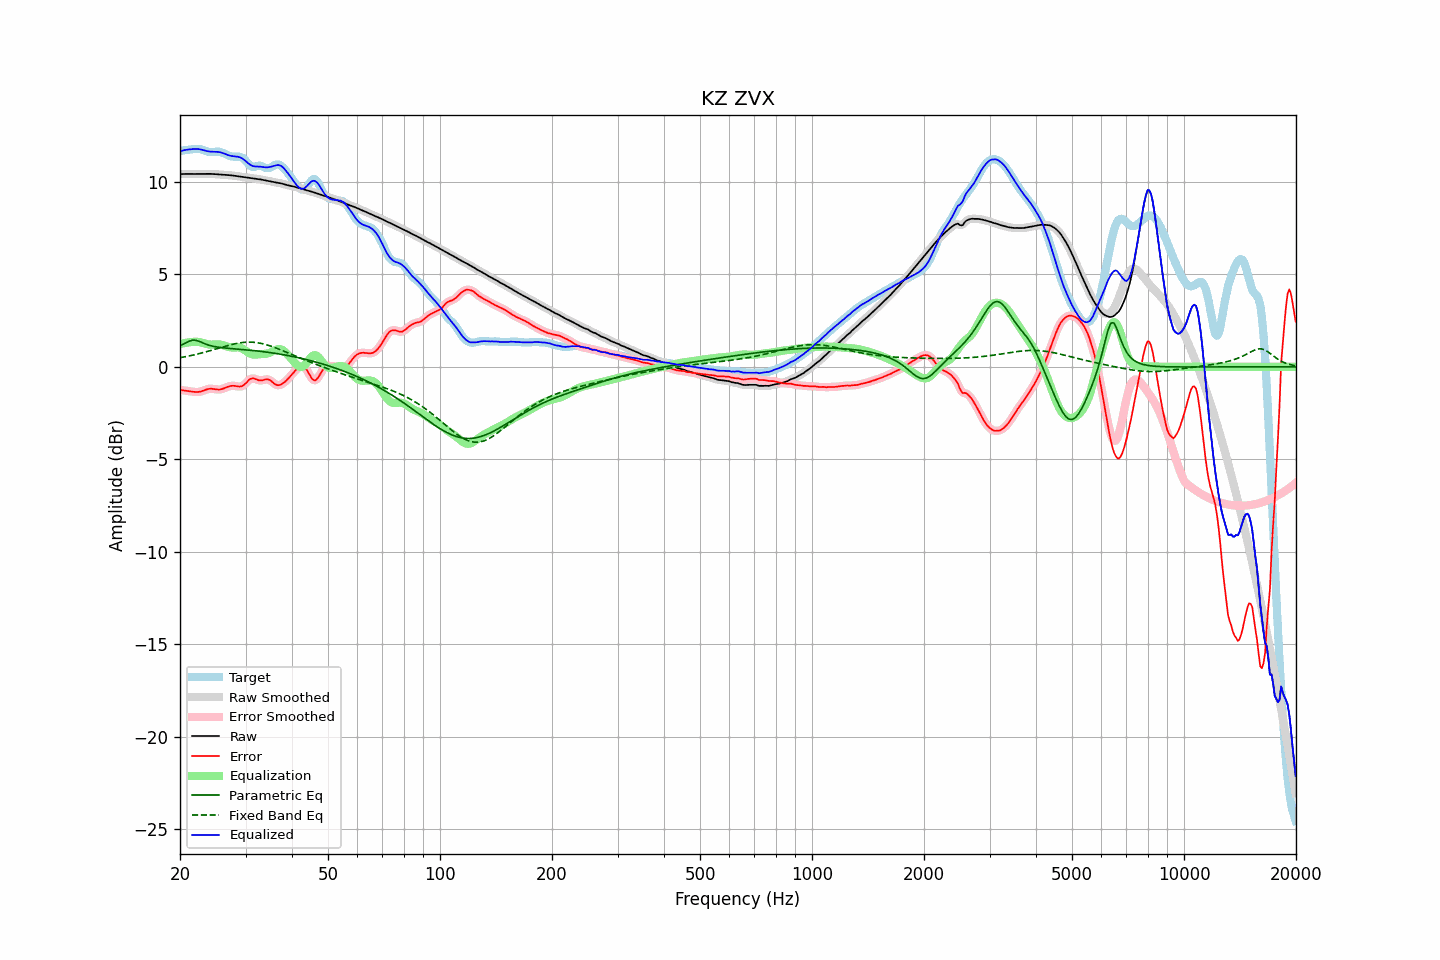 KZ ZVX
Amplitude (dBr)
10
5
0
−5
−10
−15
−20
−25
Target
Raw Smoothed
Error Smoothed
Raw
Error
Equalization
Parametric Eq
Fixed Band Eq
Equalized
20 50 100 200 500 1000 2000 5000 10000 20000
Frequency (Hz)